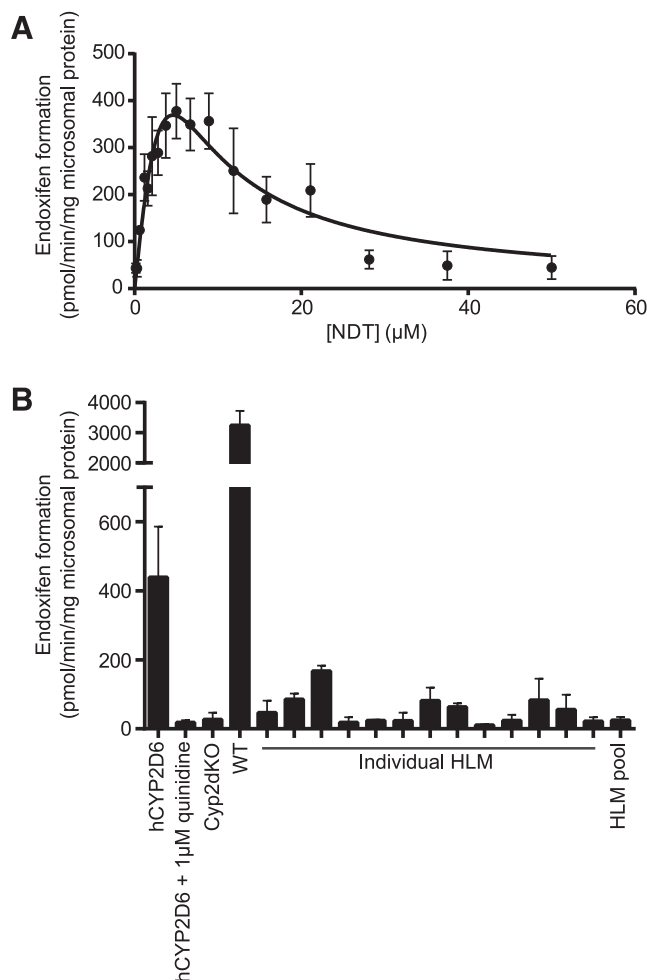 A
Endoxifen formation
(pmol/min/mg microsomal protein)
500
400
300
200
100
0
0
20
40
60
[NDT] (µM)
B
Endoxifen formation
(pmol/min/mg microsomal protein)
4000
3000
2000
600
400
200
0
hCYP2D6
hCYP2D6 + 1µM quinidine
Cyp2dKO
WT
Individual HLM
HLM pool